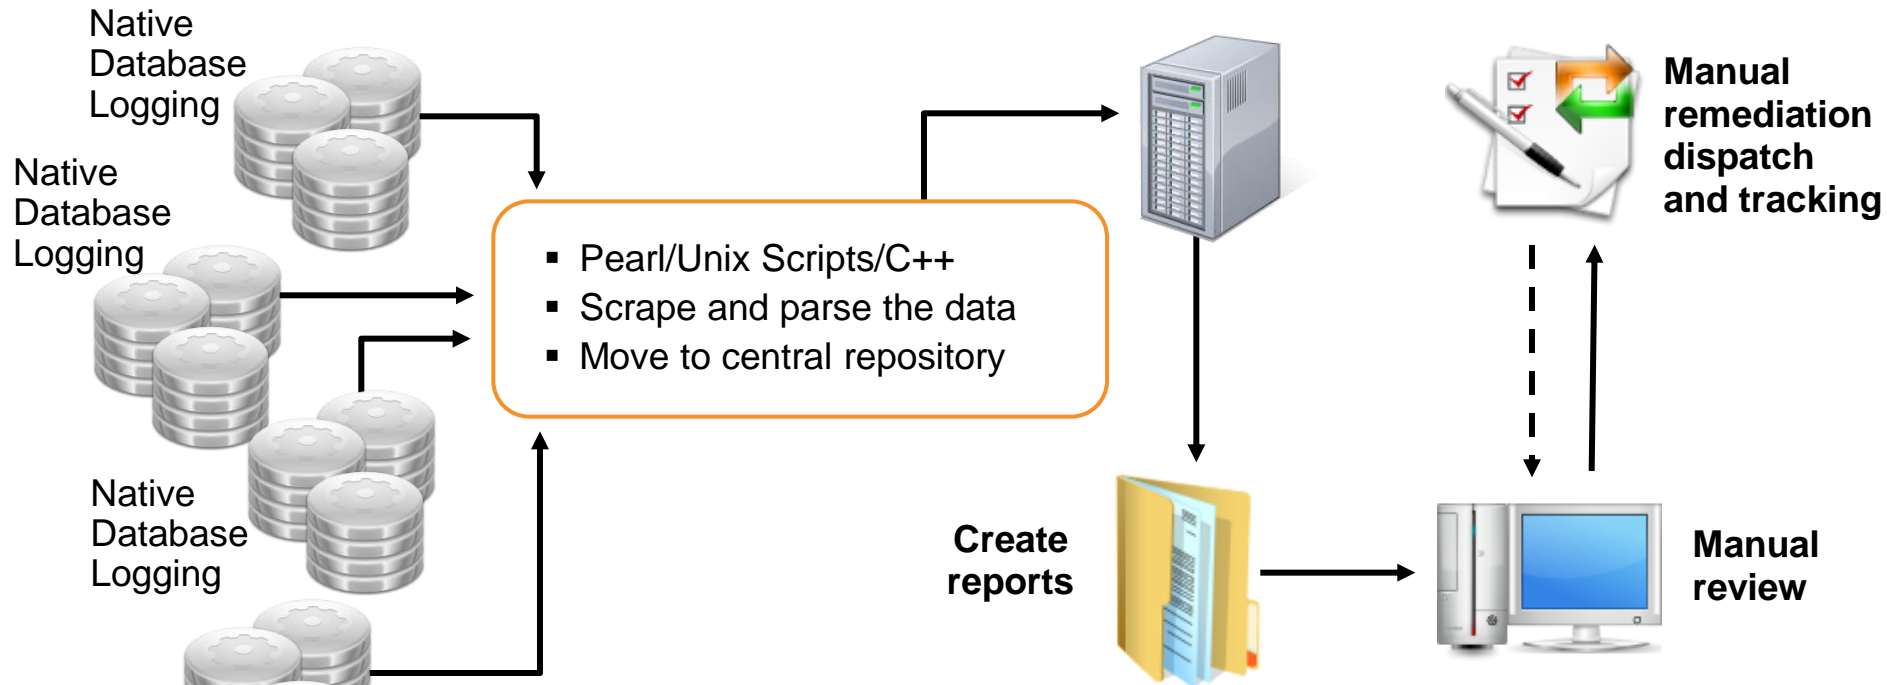 Native
Database
Logging
Native
Database
Logging
Native
Database
Logging
▪ Pearl/Unix Scripts/C++
▪ Scrape and parse the data
▪ Move to central repository
Create
reports
Manual
remediation
dispatch
and tracking
Manual
review